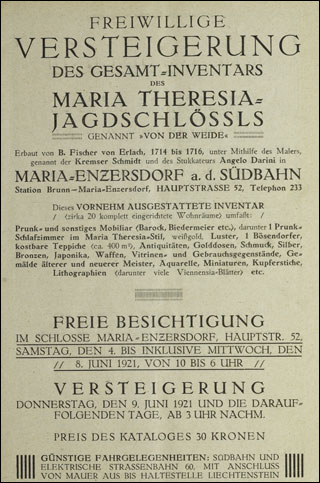 FREIWILLIGE
VERSTEIGERUNG
DES GESAMT=INVENTARS
DES
MARIA THERESIA=
JAGDSCHLÖSSLS
GENANNT »VON DER WEIDE«
Erbaut von B. Fischer von Erlach, 1714 bis 1716, unter Mithilfe des Malers,
genannt der Kremser Schmidt und des Stukkateurs Angelo Darini in
MARIA=ENZERSDORF a. d. SÜDBAHN
Station Brunn=Maria=Enzersdorf, HAUPTSTRASSE 52, Telephon 233
Dieses VORNEHM AUSGESTATTETE INVENTAR
/ (zirka 20 komplett eingerichtete Wohnräume) umfaßt: /
Prunk= und sonstiges Mobiliar (Barock, Biedermeier etc.), darunter 1 Prunk=
Schlafzimmer im Maria Theresia=Stil, weißgold, Luster, 1 Bösendorfer,
kostbare Teppiche (ca. 400 m²), Antiquitäten, Golddosen, Schmuck, Silber,
Bronzen, Japonika, Waffen, Vitrinen= und Gebrauchsgegenstände, Ge=
mälde älterer und neuerer Meister, Aquarelle, Miniaturen, Kupferstiche,
Lithographien (darunter viele Viennensia=Blätter) etc.
FREIE BESICHTIGUNG
IM SCHLOSSE MARIA=ENZERSDORF, HAUPTSTR. 52,
SAMSTAG, DEN 4. BIS INKLUSIVE MITTWOCH, DEN
// 8. JUNI 1921, VON 10 BIS 6 UHR //
VERSTEIGERUNG
DONNERSTAG, DEN 9. JUNI 1921 UND DIE DARAUF=
FOLGENDEN TAGE, AB 3 UHR NACHM.
PREIS DES KATALOGES 30 KRONEN
GÜNSTIGE FAHRGELEGENHEITEN: SÜDBAHN UND
ELEKTRISCHE STRASSENBAHN 60, MIT ANSCHLUSS
VON MAUER AUS BIS HALTESTELLE LIECHTENSTEIN